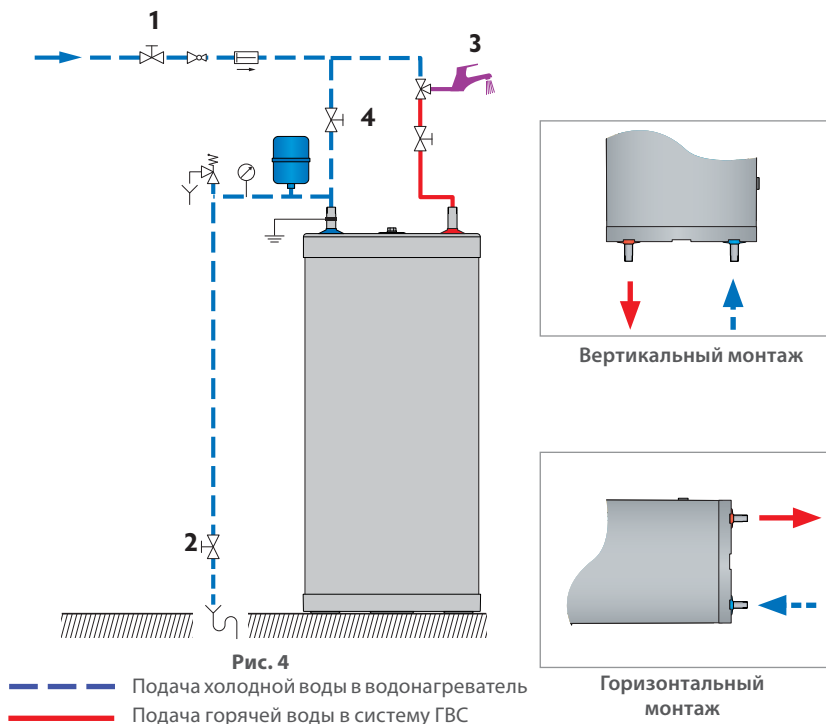 1
3
4
Вертикальный монтаж
2
Рис. 4
Подача холодной воды в водонагреватель
Подача горячей воды в систему ГВС
Горизонтальный
монтаж